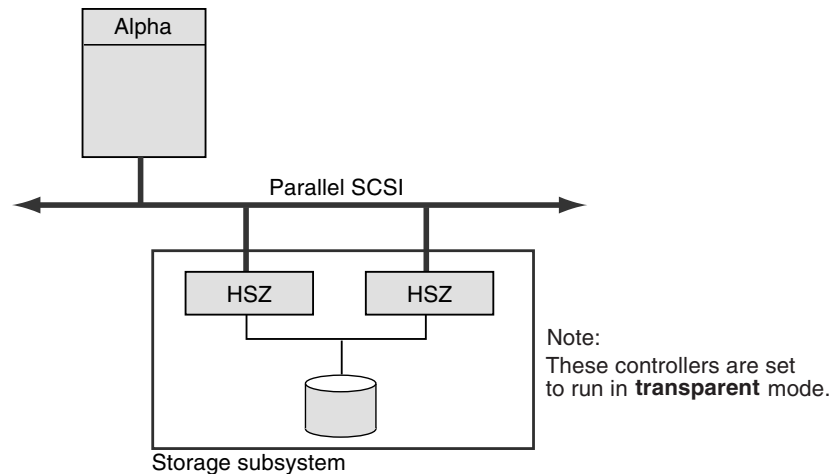 Alpha
Parallel SCSI
HSZ
HSZ
Note:
These controllers are set
to run in transparent mode.
Storage subsystem